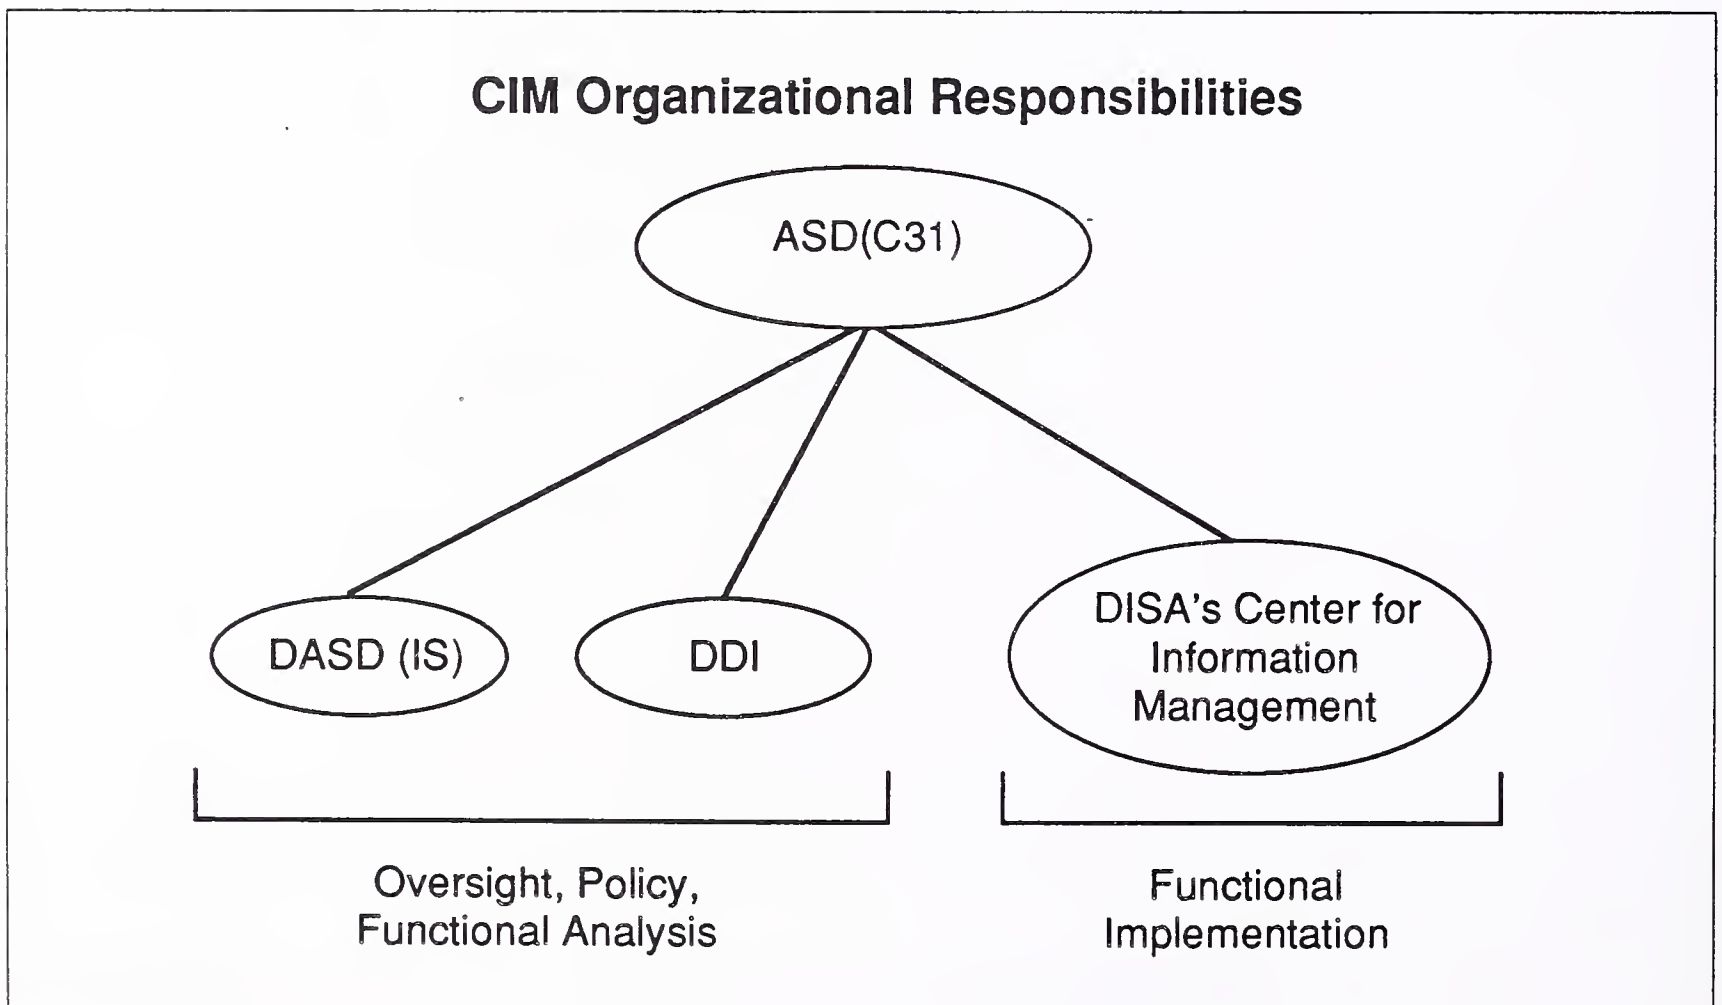 CIM Organizational Responsibilities
ASD(C31)
DASD (IS)
DDI
DISA's Center for
Information
Management
Oversight, Policy,
Functional Analysis
Functional
Implementation